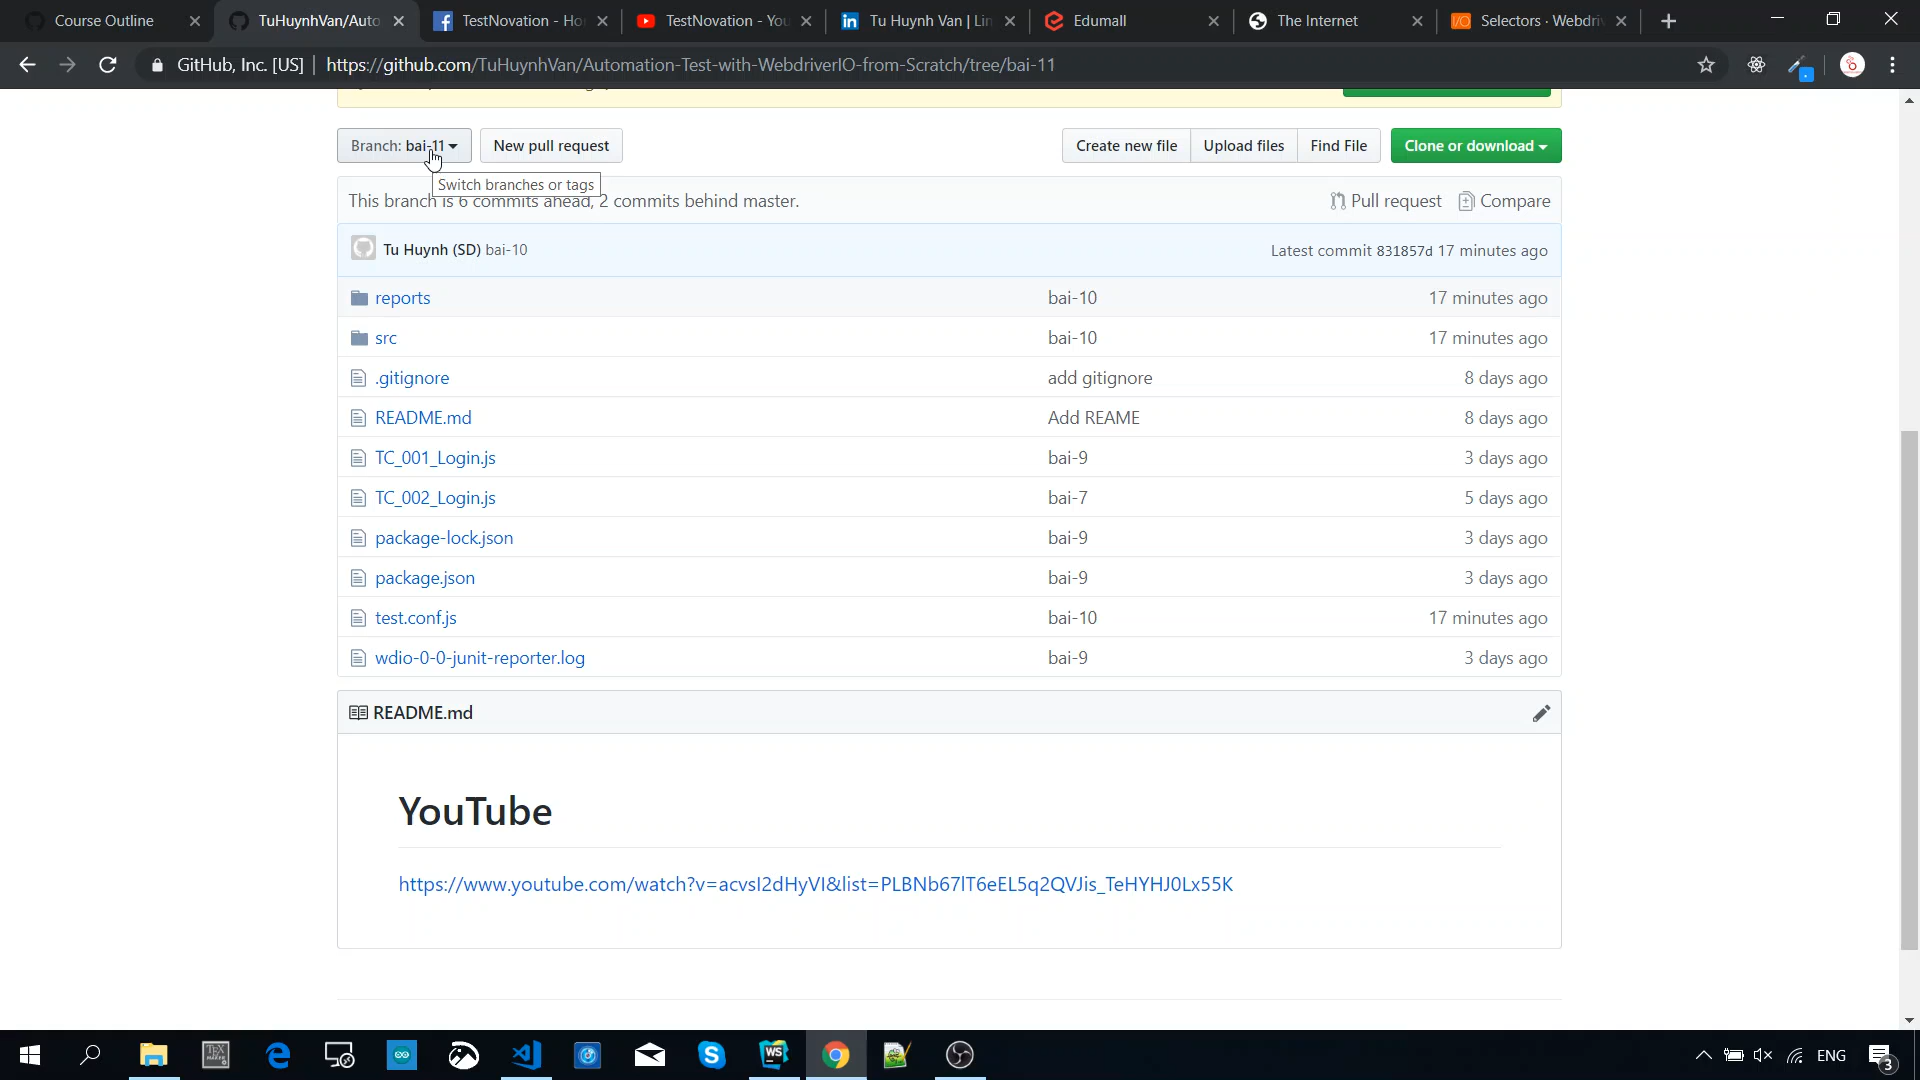 Course Outline
TuHuynhVan/Auto
TestNovation - Ho
TestNovation - You
Tu Huynh Van | Lin
Edumall
The Internet
Selectors · Webdri
GitHub, Inc. [US] | https://github.com/TuHuynhVan/Automation-Test-with-WebdriverIO-from-Scratch/tree/bai-11
Branch: bai-11
New pull request
Create new file
Upload files
Find File
Clone or download
Switch branches or tags
This branch is 6 commits ahead, 2 commits behind master.
Pull request
Compare
Tu Huynh (SD) bai-10
Latest commit 831857d 17 minutes ago
reports bai-10 17 minutes ago
src bai-10 17 minutes ago
.gitignore add gitignore 8 days ago
README.md Add REAME 8 days ago
TC_001_Login.js bai-9 3 days ago
TC_002_Login.js bai-7 5 days ago
package-lock.json bai-9 3 days ago
package.json bai-9 3 days ago
test.conf.js bai-10 17 minutes ago
wdio-0-0-junit-reporter.log bai-9 3 days ago
README.md
YouTube
https://www.youtube.com/watch?v=acvsI2dHyVI&list=PLBNb67lT6eEL5q2QVJis_TeHYHJ0Lx55K
ENG
3